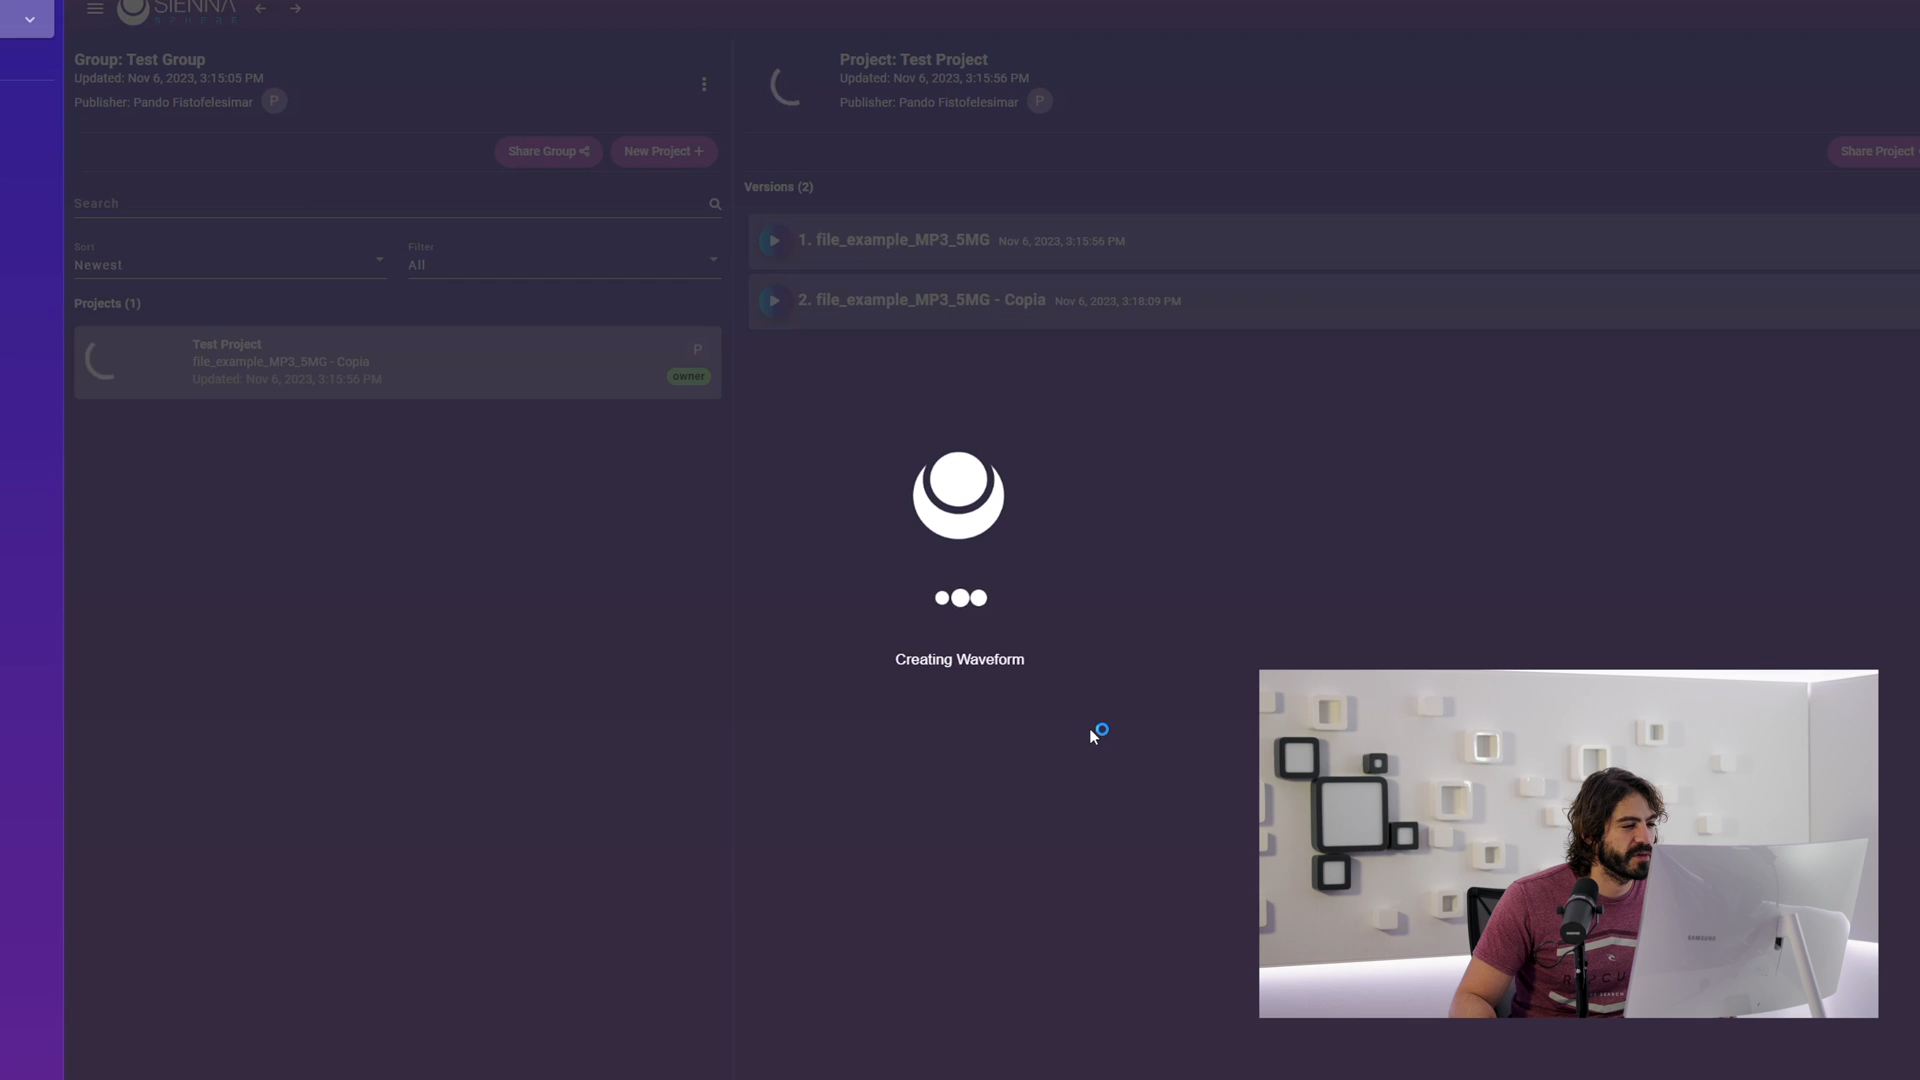 SIENNA
SPHERE
Group: Test Group
Updated: Nov 6, 2023, 3:15:05 PM
Publisher: Pando Fistofelesimar P
Share Group
New Project +
Search
Sort
Newest
Filter
All
Projects (1)
Test Project
file_example_MP3_5MG - Copia
Updated: Nov 6, 2023, 3:15:56 PM
P
owner
Project: Test Project
Updated: Nov 6, 2023, 3:15:56 PM
Publisher: Pando Fistofelesimar P
Share Project
Versions (2)
1. file_example_MP3_5MG Nov 6, 2023, 3:15:56 PM
2. file_example_MP3_5MG - Copia Nov 6, 2023, 3:18:09 PM
Creating Waveform
SAMSUNG
SEARCH